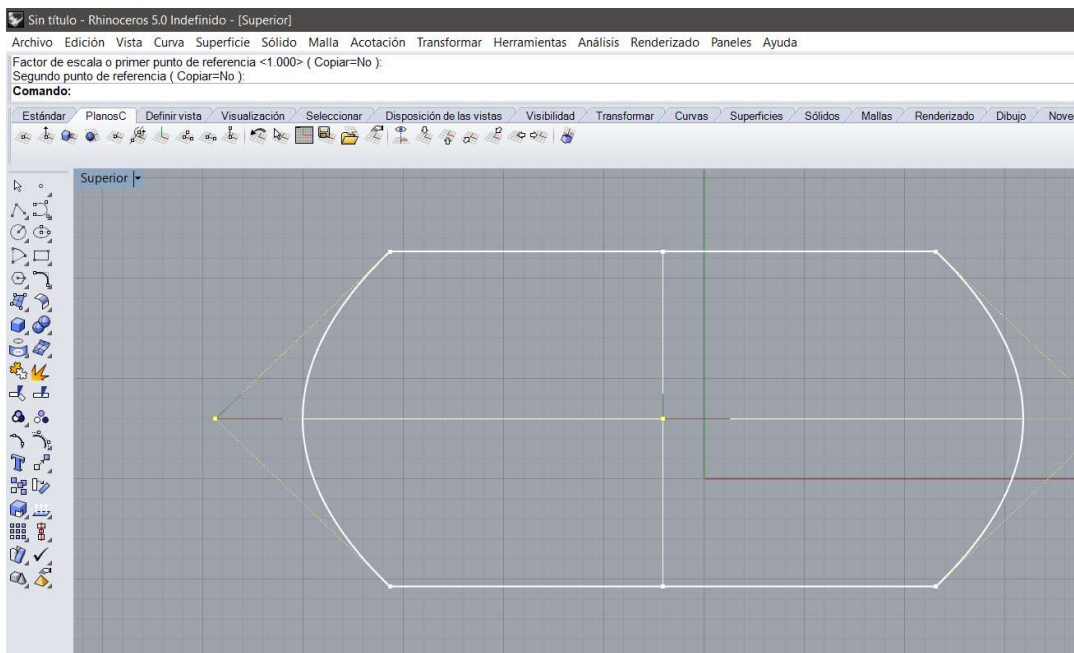 Sin título - Rhinoceros 5.0 Indefinido - [Superior]
Archivo Edición Vista Curva Superficie Sólido Malla Acotación Transformar Herramientas Análisis Renderizado Paneles Ayuda
Factor de escala o primer punto de referencia <1.000> ( Copiar=No ):
Segundo punto de referencia ( Copiar=No ):
Comando:
Estándar PlanosC Definir vista Visualización Seleccionar Disposición de las vistas Visibilidad Transformar Curvas Superficies Sólidos Mallas Renderizado Dibujo Nove
Superior